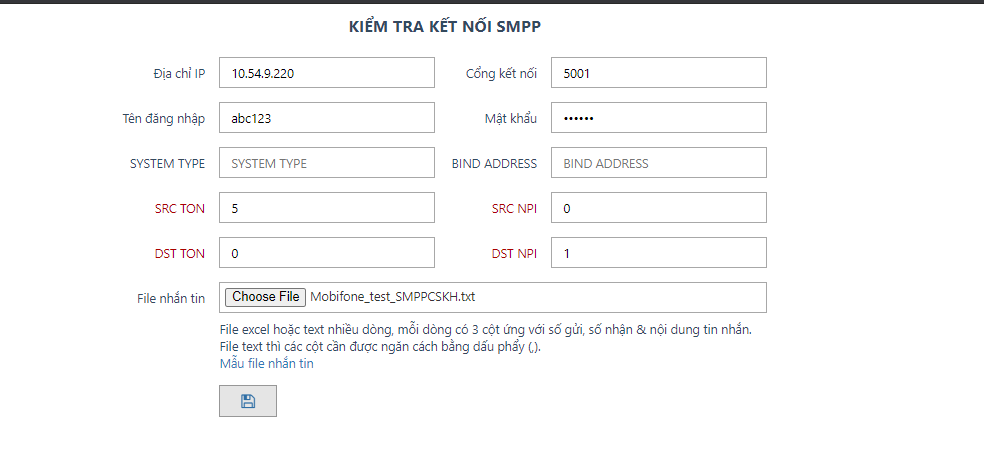 KIỂM TRA KẾT NỐI SMPP
Địa chỉ IP 10.54.9.220 Cổng kết nối 5001
Tên đăng nhập abc123 Mật khẩu ••••••
SYSTEM TYPE SYSTEM TYPE BIND ADDRESS BIND ADDRESS
SRC TON 5 SRC NPI 0
DST TON 0 DST NPI 1
File nhắn tin Choose File Mobifone_test_SMPPCSKH.txt
File excel hoặc text nhiều dòng, mỗi dòng có 3 cột ứng với số gửi, số nhận & nội dung tin nhắn.
File text thì các cột cần được ngăn cách bằng dấu phẩy (,).
Mẫu file nhắn tin